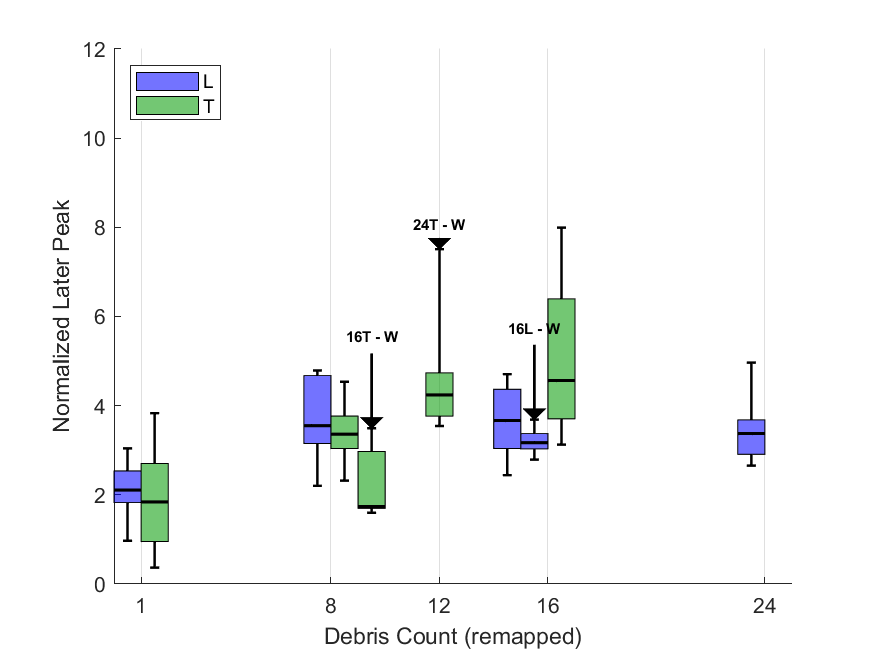 12
10
8
6
4
2
0
Normalized Later Peak
L
T
24T - W
16T - W
16L - W
1
8
12
16
24
Debris Count (remapped)